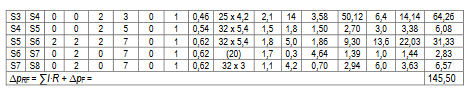 S3 S4 0 0 2 3 0 1 0,46 25 x 4,2 2,1 14 3,58 50,12 6,4 14,14 64,26
S4 S5 0 0 2 4 0 1 0,54 32 x 5,4 1,5 1,8 1,50 2,70 3,0 3,38 6,08
S5 S6 2 2 2 7 0 1 0,62 32 x 5,4 1,8 5,0 1,86 9,30 13,6 22,03 31,33
S6 S7 0 2 0 7 0 1 0,62 (20) 1,7 0,3 4,64 1,39 1,0 1,44 2,83
S7 S8 0 2 0 7 0 1 0,62 32 x 3 1,1 4,2 0,70 2,94 6,0 3,63 6,57
ΔpRF = ∑l·R + ΔpF = 145,50